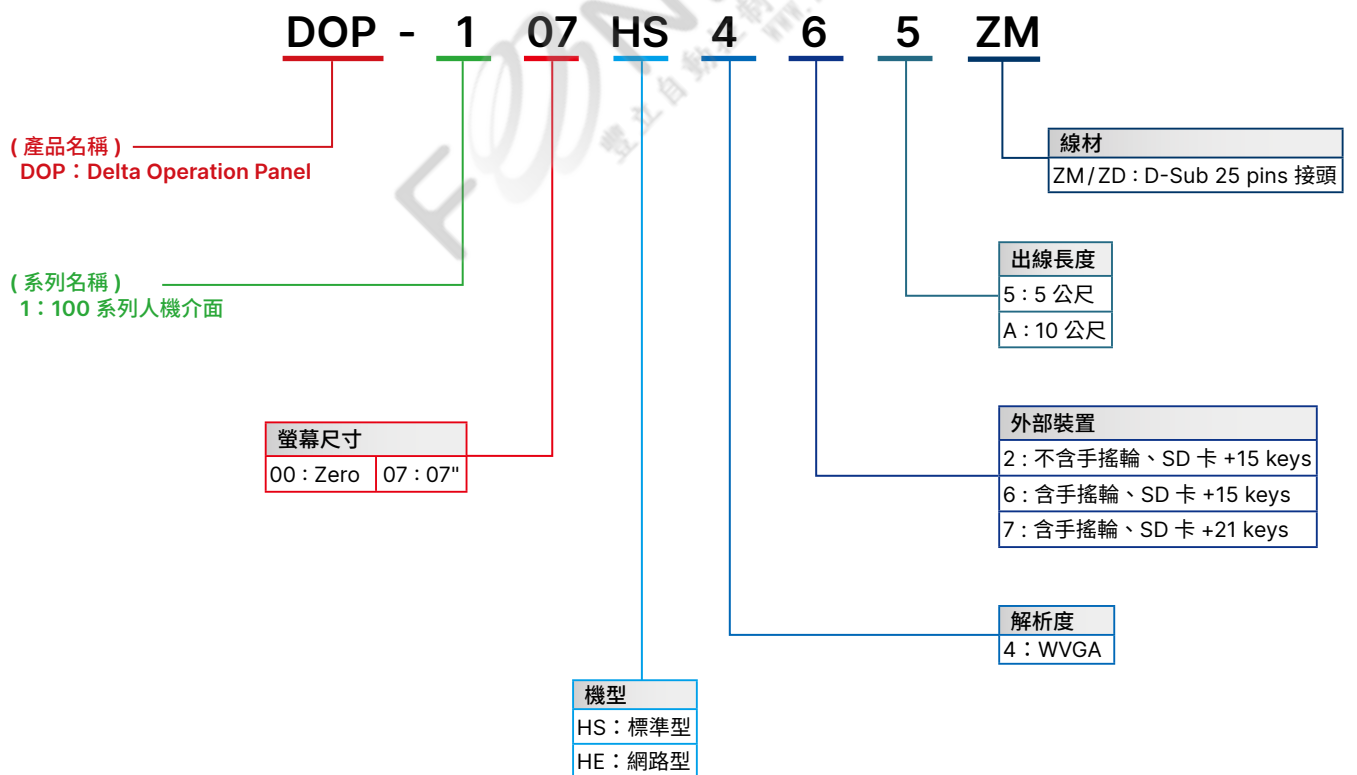 DOP - 1 07 HS 4 6 5 ZM
( 產品名稱 )
DOP：Delta Operation Panel
線材
ZM/ZD : D-Sub 25 pins 接頭
( 系列名稱 )
1：100 系列人機介面
出線長度
5 : 5 公尺
A : 10 公尺
螢幕尺寸
00 : Zero 07 : 07"
外部裝置
2 : 不含手搖輪、SD 卡 +15 keys
6 : 含手搖輪、SD 卡 +15 keys
7 : 含手搖輪、SD 卡 +21 keys
解析度
4：WVGA
機型
HS：標準型
HE：網路型